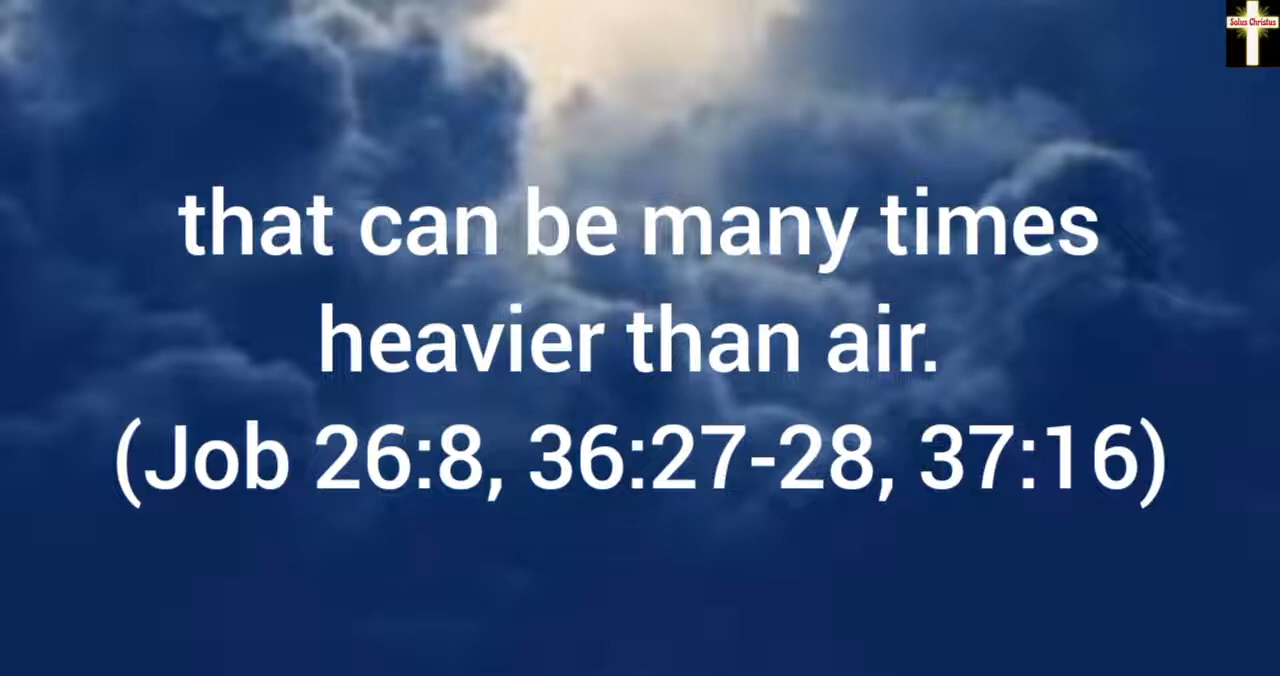 Solus Christus
that can be many times
heavier than air.
(Job 26:8, 36:27-28, 37:16)